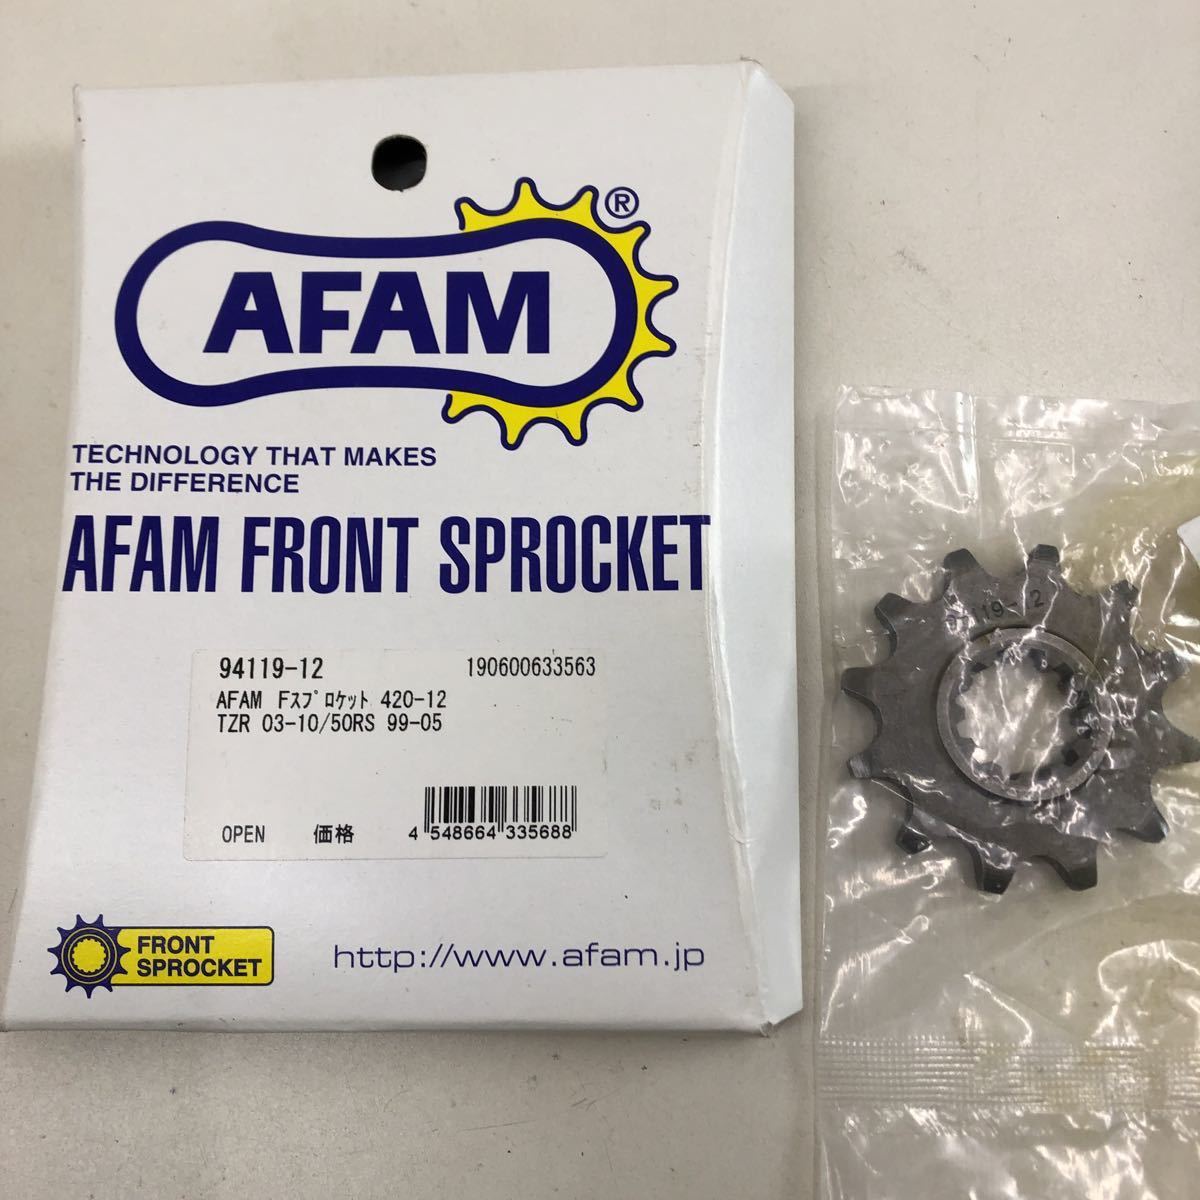 AFAM®
TECHNOLOGY THAT MAKES
THE DIFFERENCE
AFAM FRONT SPROCKET
94119-12 190600633563
AFAM Fスプロケット 420-12
TZR 03-10/50RS 99-05
OPEN 価格 4 548664 335688
FRONT
SPROCKET
http://www.afam.jp
94119-12